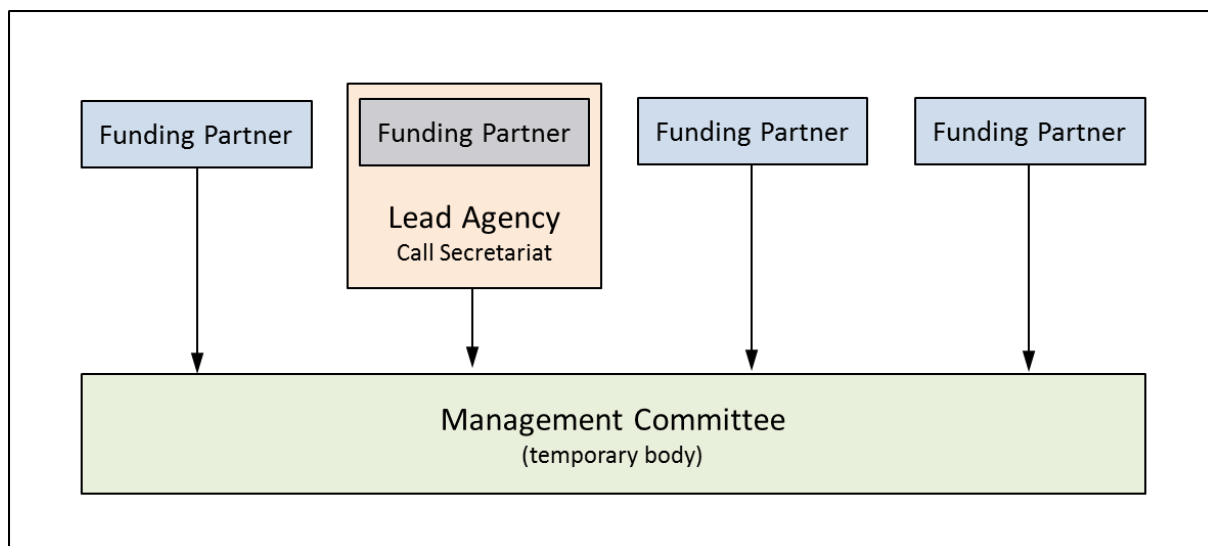 Funding Partner
Funding Partner
Funding Partner
Funding Partner
Lead Agency
Call Secretariat
Management Committee
(temporary body)